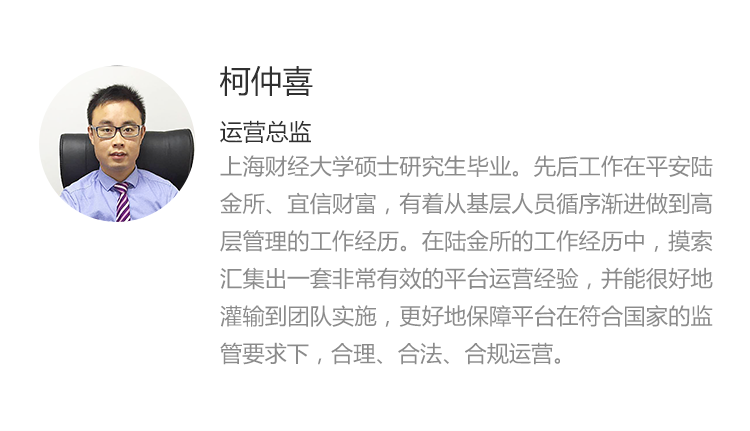 柯仲喜
运营总监
上海财经大学硕士研究生毕业。先后工作在平安陆
金所、宜信财富，有着从基层人员循序渐进做到高
层管理的工作经历。在陆金所的工作经历中，摸索
汇集出一套非常有效的平台运营经验，并能很好地
灌输到团队实施，更好地保障平台在符合国家的监
管要求下，合理、合法、合规运营。